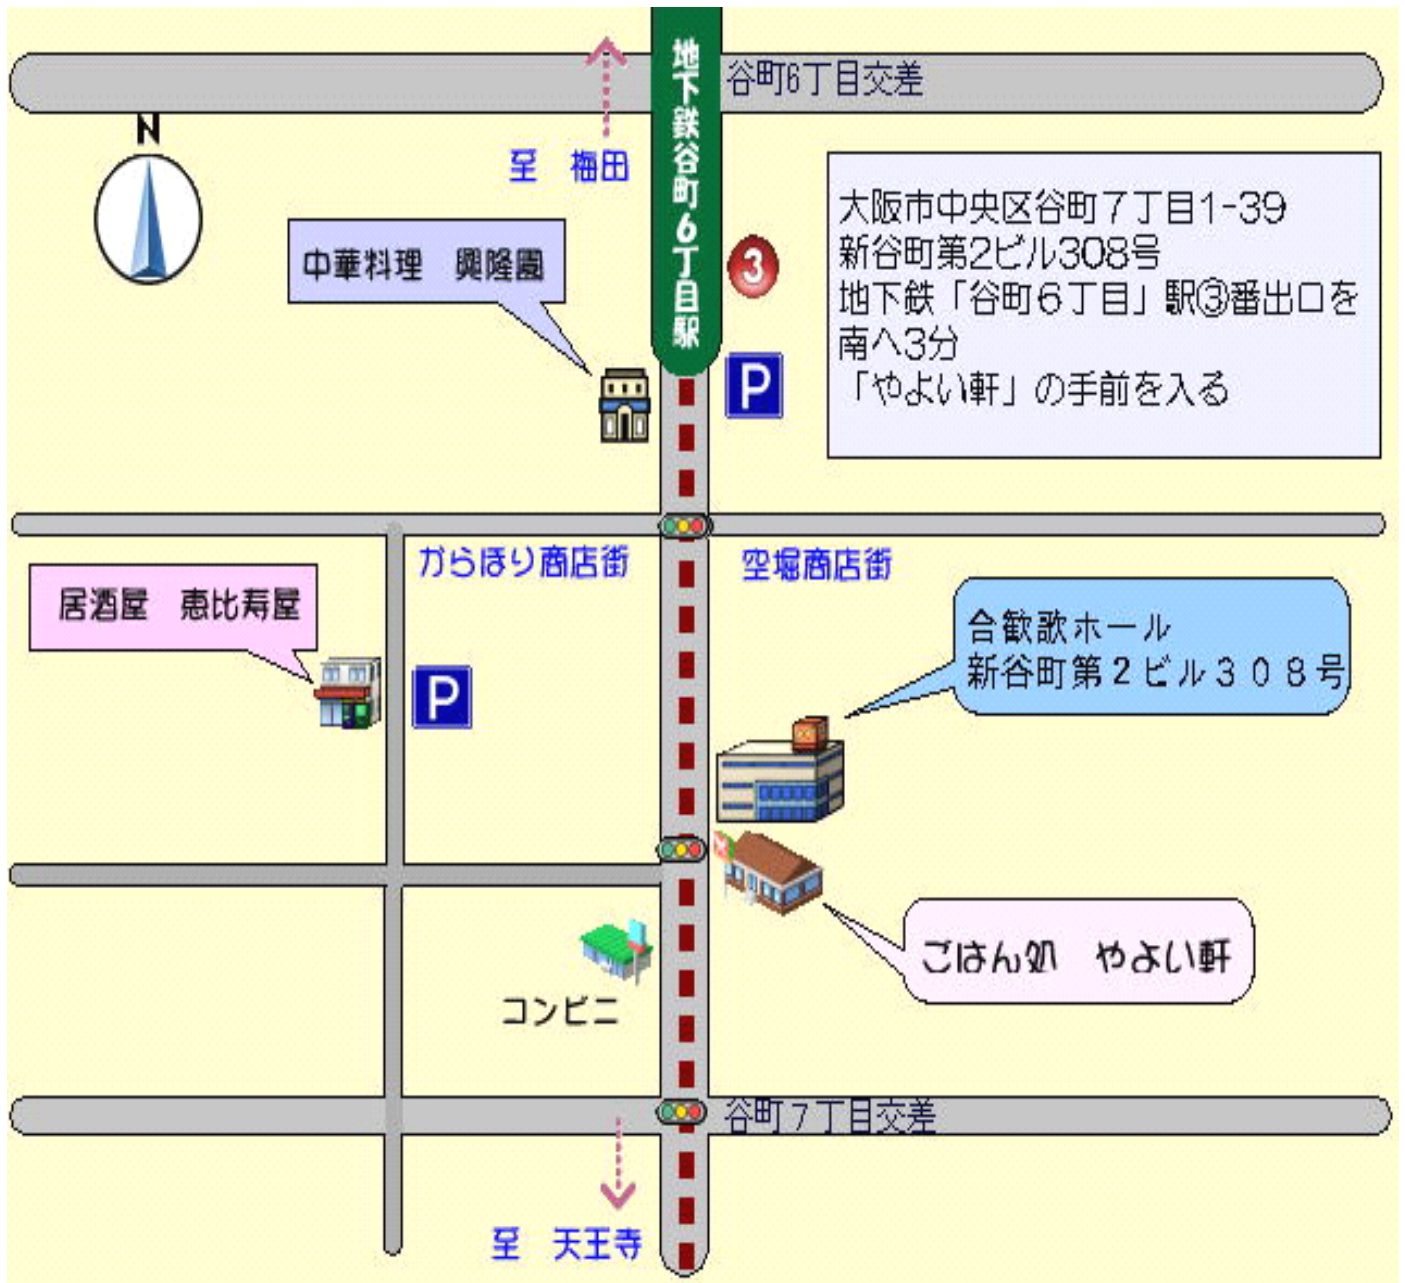 地下鉄谷町6丁目駅
谷町6丁目交差
N
至　梅田
大阪市中央区谷町７丁目1-39
新谷町第2ビル308号
地下鉄「谷町６丁目」駅③番出口を
南へ3分
「やよい軒」の手前を入る
中華料理　興隆園
3
P
からほり商店街
空堀商店街
居酒屋　恵比寿屋
合歓歌ホール
新谷町第２ビル３０８号
P
ごはん処　やよい軒
コンビニ
谷町７丁目交差
至　天王寺